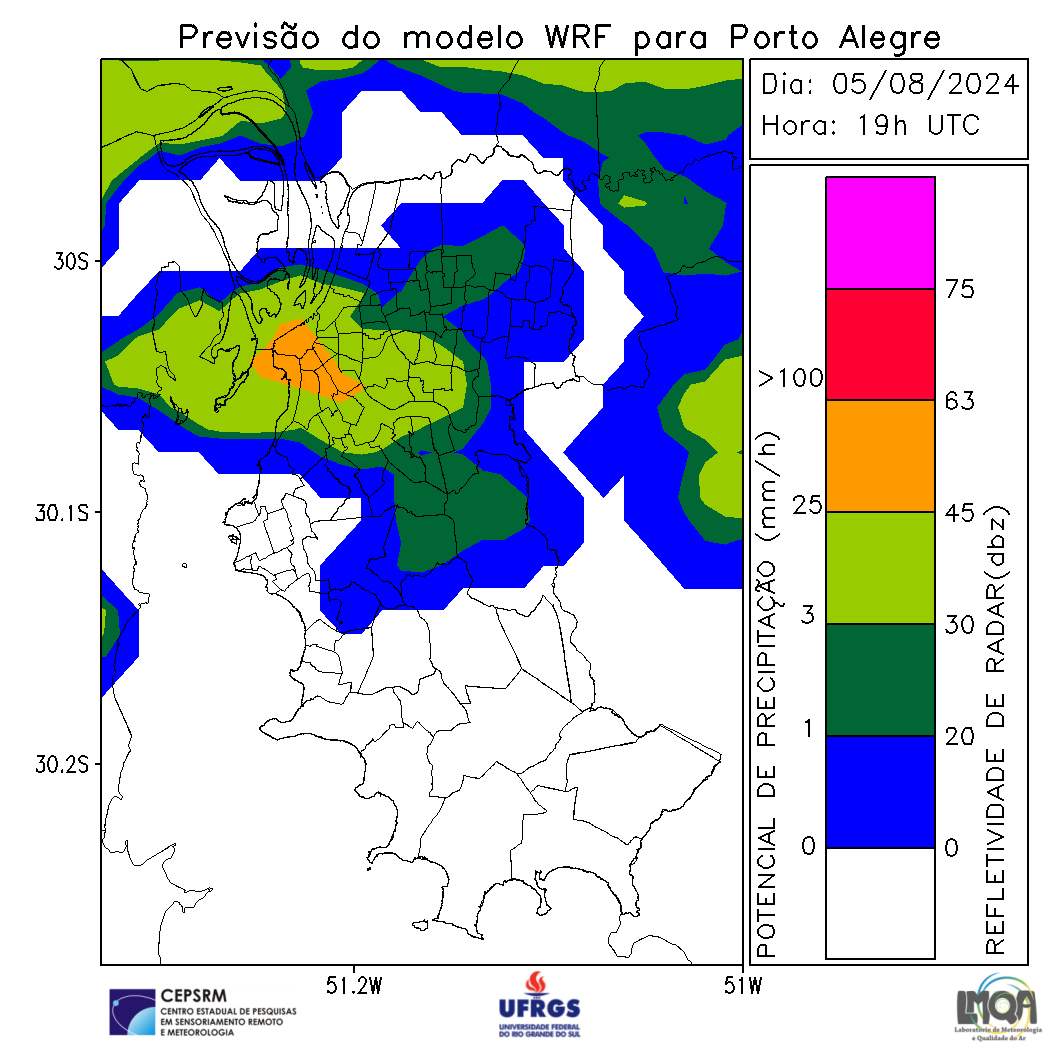 Previsão do modelo WRF para Porto Alegre
Dia: 05/08/2024
Hora: 19h UTC
30S
30.1S
30.2S
51.2W
51W
POTENCIAL DE PRECIPITAÇÃO (mm/h)
>100
25
3
1
0
75
63
45
30
20
0
REFLETIVIDADE DE RADAR(dbz)
CEPSRM
CENTRO ESTADUAL DE PESQUISAS
EM SENSORIAMENTO REMOTO
E METEOROLOGIA
UFRGS
UNIVERSIDADE FEDERAL
DO RIO GRANDE DO SUL
LMQA
Laboratório de Meteorologia
e Qualidade do Ar